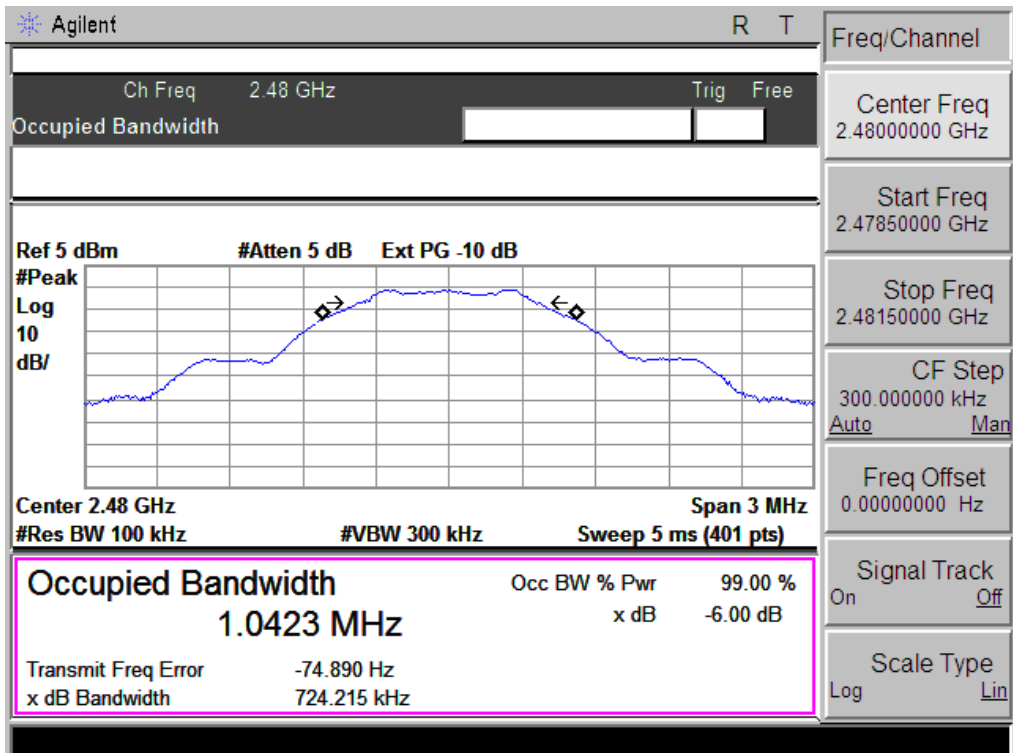 Agilent R T
Freq/Channel
Ch Freq 2.48 GHz Trig Free
Occupied Bandwidth
Center Freq
2.48000000 GHz
Start Freq
2.47850000 GHz
Stop Freq
2.48150000 GHz
CF Step
300.000000 kHz
Auto Man
Freq Offset
0.00000000 Hz
Signal Track
On Off
Scale Type
Log Lin
Ref 5 dBm #Atten 5 dB Ext PG -10 dB
#Peak
Log
10
dB/
Center 2.48 GHz Span 3 MHz
#Res BW 100 kHz #VBW 300 kHz Sweep 5 ms (401 pts)
Occupied Bandwidth Occ BW % Pwr 99.00 %
1.0423 MHz x dB -6.00 dB
Transmit Freq Error -74.890 Hz
x dB Bandwidth 724.215 kHz